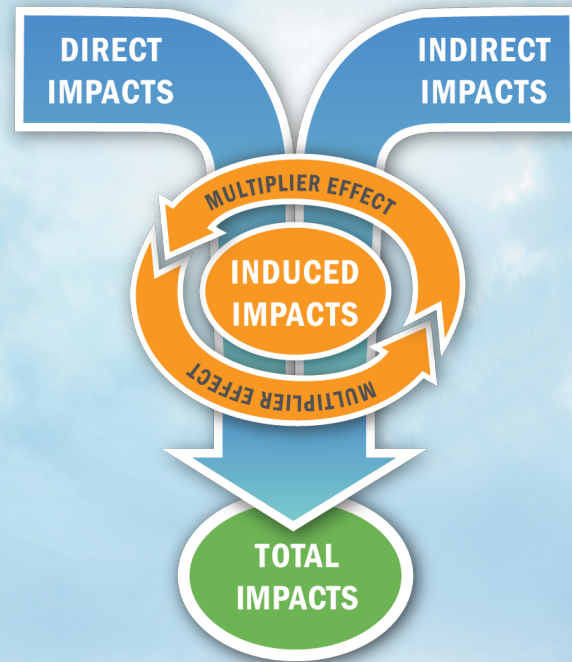 DIRECT
IMPACTS
INDIRECT
IMPACTS
MULTIPLIER EFFECT
INDUCED
IMPACTS
MULTIPLIER EFFECT
TOTAL
IMPACTS